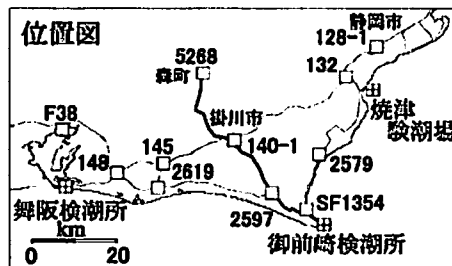 位置図
静岡市
128-1
5268
森町
132
焼津
験潮場
F38
掛川市
145
140-1
148
2619
2579
舞阪検潮所
2597
SF1354
御前崎検潮所
km
0
20